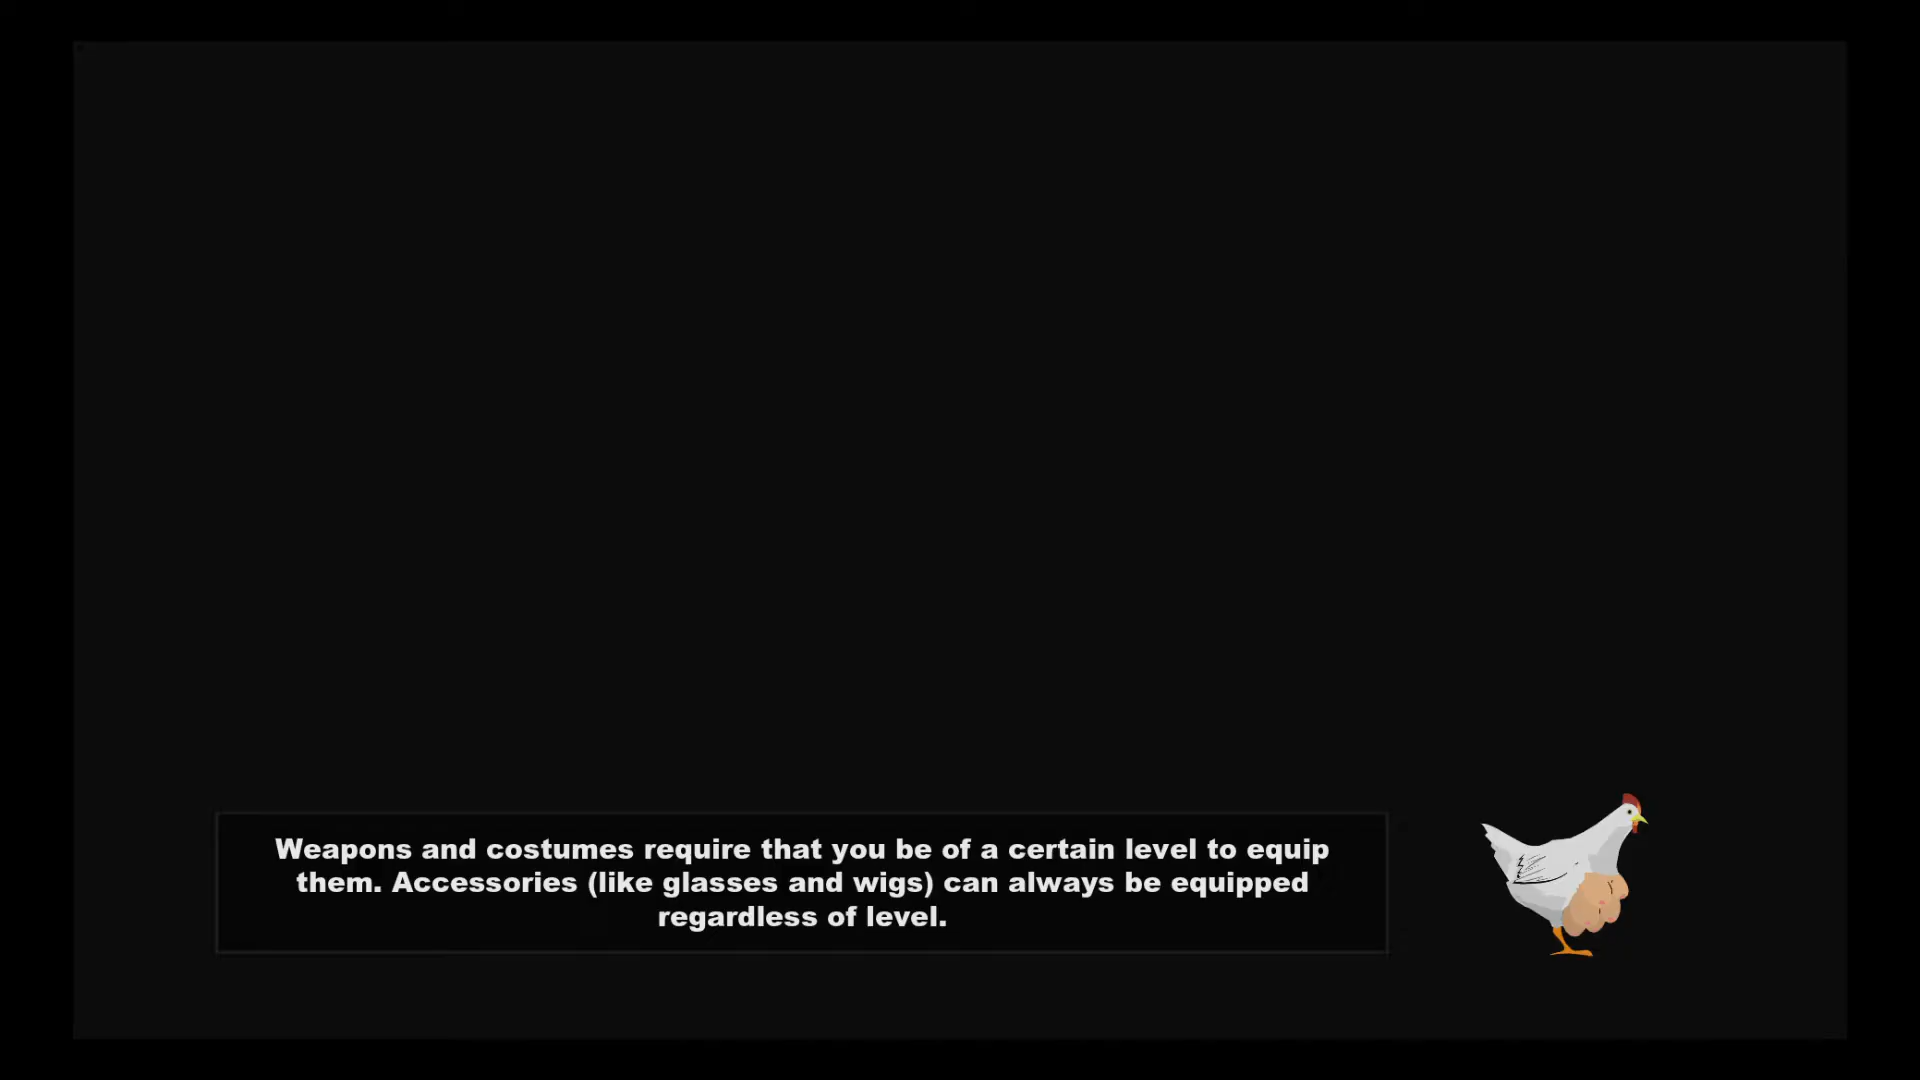 Weapons and costumes require that you be of a certain level to equip
them. Accessories (like glasses and wigs) can always be equipped
regardless of level.